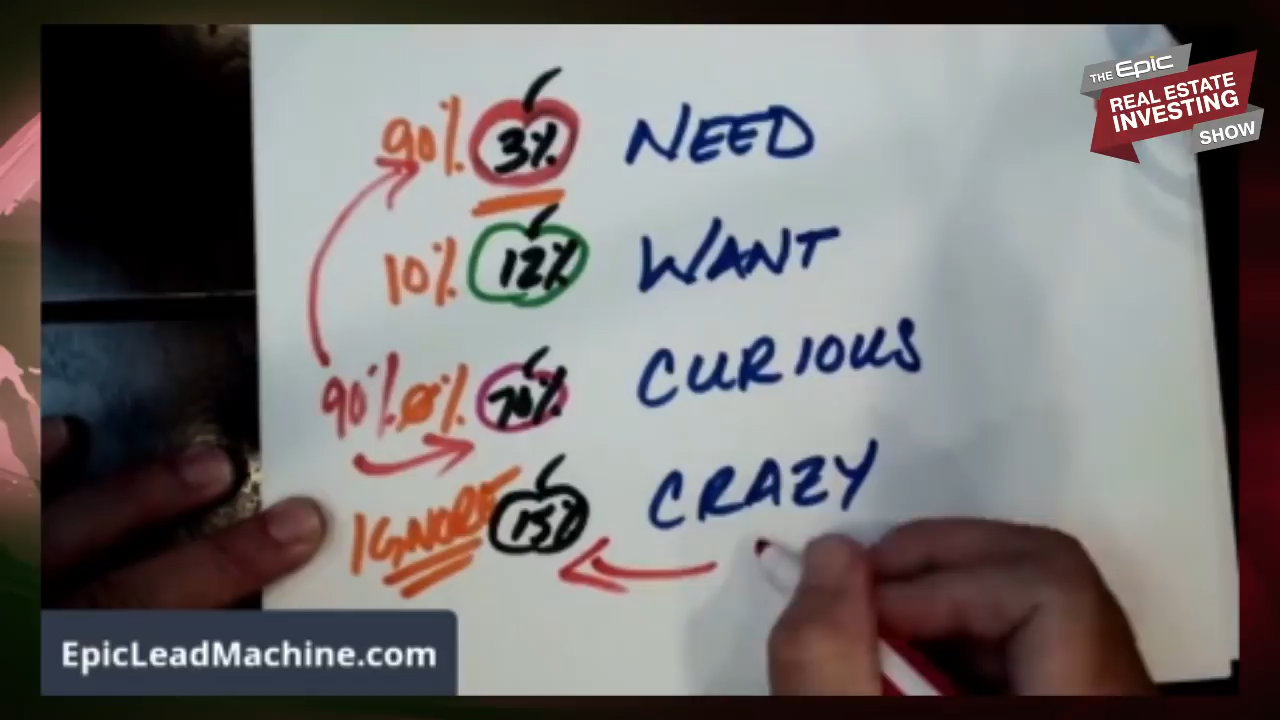 THE Epic
REAL ESTATE
INVESTING
SHOW
90% 3% NEED
10% 12% WANT
90% 0% 70% CURIOUS
IGNORE 15% CRAZY
EpicLeadMachine.com